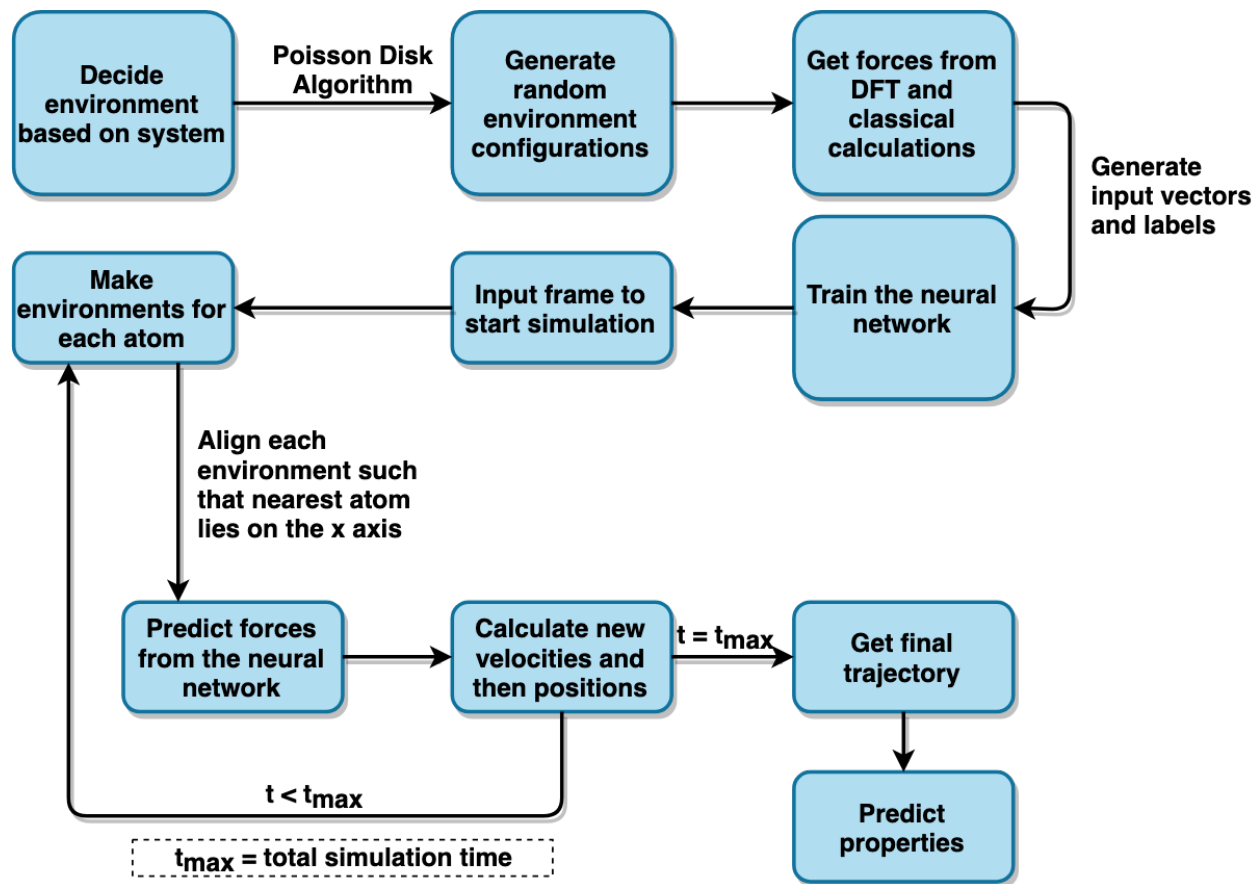 Decide
environment
based on system
Poisson Disk
Algorithm
Generate
random
environment
configurations
Get forces from
DFT and
classical
calculations
Generate
input vectors
and labels
Train the neural
network
Input frame to
start simulation
Make
environments for
each atom
Align each
environment such
that nearest atom
lies on the x axis
Predict forces
from the neural
network
Calculate new
velocities and
then positions
t = tmax
Get final
trajectory
t < tmax
Predict
properties
tmax = total simulation time